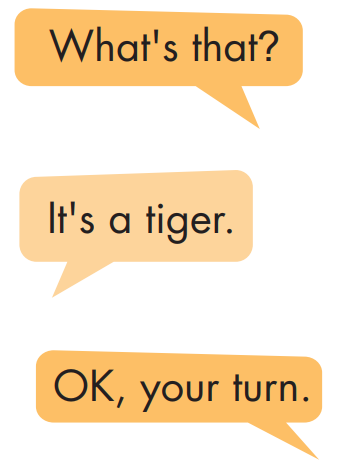 What's that?
It's a tiger.
OK, your turn.